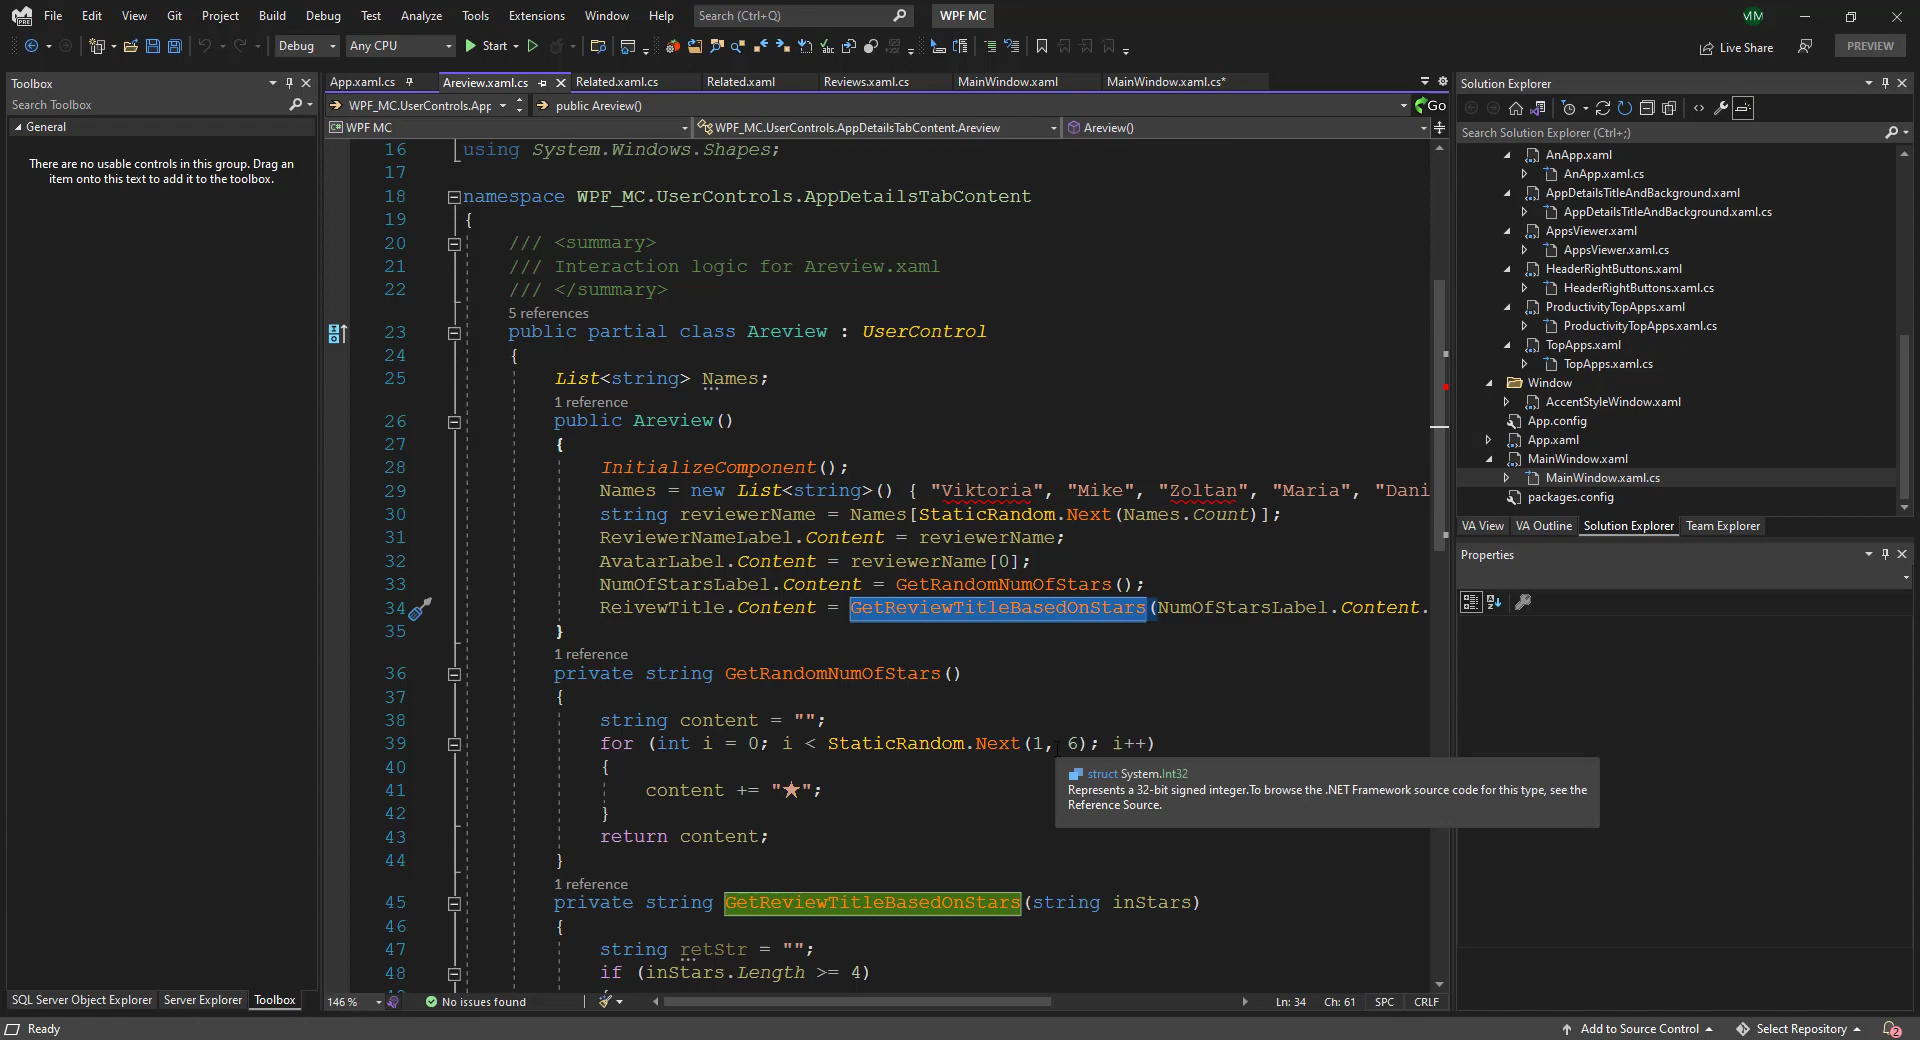 File Edit View Git Project Build Debug Test Analyze Tools Extensions Window Help Search (Ctrl+Q) WPF MC MM
PRE
Debug Any CPU Start Live Share PREVIEW
Toolbox
Search Toolbox
General
There are no usable controls in this group. Drag an
item onto this text to add it to the toolbox.
SQL Server Object Explorer Server Explorer Toolbox
App.xaml.cs Areview.xaml.cs Related.xaml.cs Related.xaml Reviews.xaml.cs MainWindow.xaml MainWindow.xaml.cs*
WPF_MC.UserControls.App public Areview() Go
WPF MC WPF_MC.UserControls.AppDetailsTabContent.Areview Areview()
16 using System.Windows.Shapes;
17
18 namespace WPF_MC.UserControls.AppDetailsTabContent
19 {
20 /// <summary>
21 /// Interaction logic for Areview.xaml
22 /// </summary>
5 references
23 public partial class Areview : UserControl
24 {
25 List<string> Names;
1 reference
26 public Areview()
27 {
28 InitializeComponent();
29 Names = new List<string>() { "Viktoria", "Mike", "Zoltan", "Maria", "Dani
30 string reviewerName = Names[StaticRandom.Next(Names.Count)];
31 ReviewerNameLabel.Content = reviewerName;
32 AvatarLabel.Content = reviewerName[0];
33 NumOfStarsLabel.Content = GetRandomNumOfStars();
34 ReivewTitle.Content = GetReviewTitleBasedOnStars(NumOfStarsLabel.Content.
35 }
1 reference
36 private string GetRandomNumOfStars()
37 {
38 string content = "";
39 for (int i = 0; i < StaticRandom.Next(1, 6); i++)
40 {
41 content += "★";
42 }
43 return content;
44 }
1 reference
45 private string GetReviewTitleBasedOnStars(string inStars)
46 {
47 string retStr = "";
48 if (inStars.Length >= 4)
struct System.Int32
Represents a 32-bit signed integer.To browse the .NET Framework source code for this type, see the
Reference Source.
146 % No issues found Ln: 34 Ch: 61 SPC CRLF
Solution Explorer
Search Solution Explorer (Ctrl+;)
AnApp.xaml
AnApp.xaml.cs
AppDetailsTitleAndBackground.xaml
AppDetailsTitleAndBackground.xaml.cs
AppsViewer.xaml
AppsViewer.xaml.cs
HeaderRightButtons.xaml
HeaderRightButtons.xaml.cs
ProductivityTopApps.xaml
ProductivityTopApps.xaml.cs
TopApps.xaml
TopApps.xaml.cs
Window
AccentStyleWindow.xaml
App.config
App.xaml
MainWindow.xaml
MainWindow.xaml.cs
packages.config
VA View VA Outline Solution Explorer Team Explorer
Properties
Ready Add to Source Control Select Repository 2